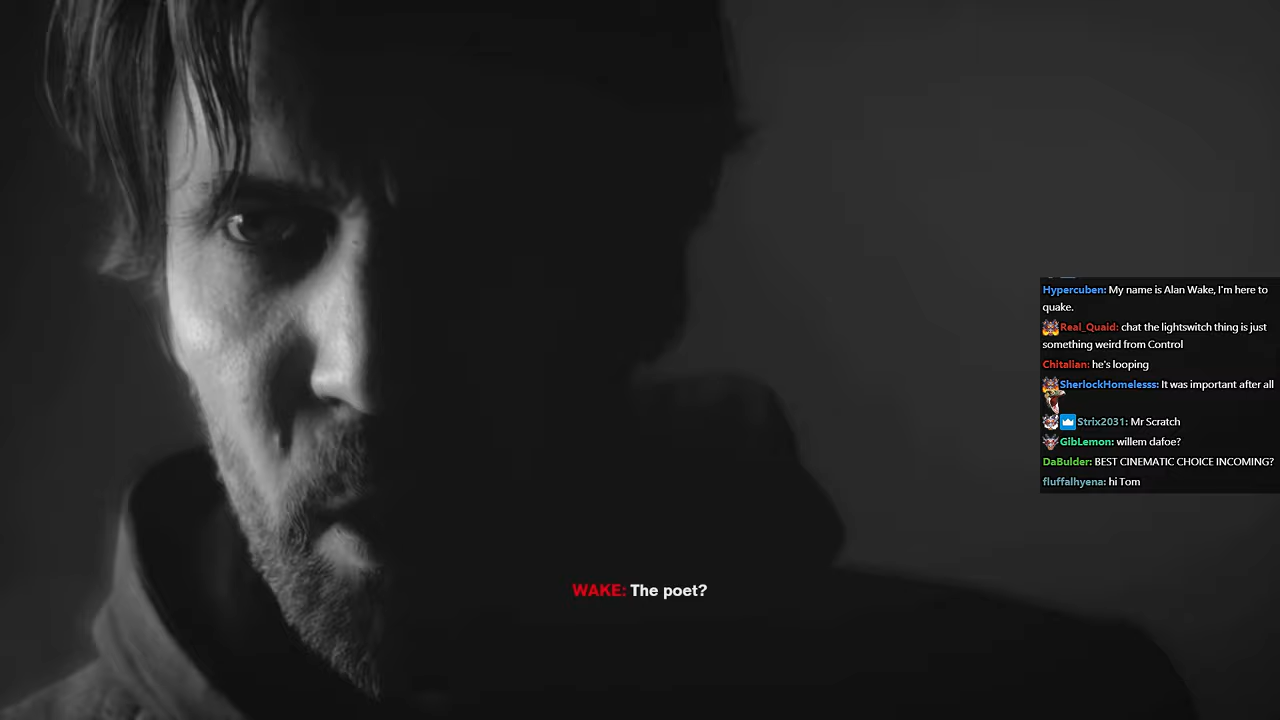 Hypercuben: My name is Alan Wake, I'm here to
quake.
Real_Quaid: chat the lightswitch thing is just
something weird from Control
Chitalian: he's looping
SherlockHomelesss: It was important after all
Strix2031: Mr Scratch
GibLemon: willem dafoe?
DaBulder: BEST CINEMATIC CHOICE INCOMING?
fluffalhyena: hi Tom
WAKE: The poet?